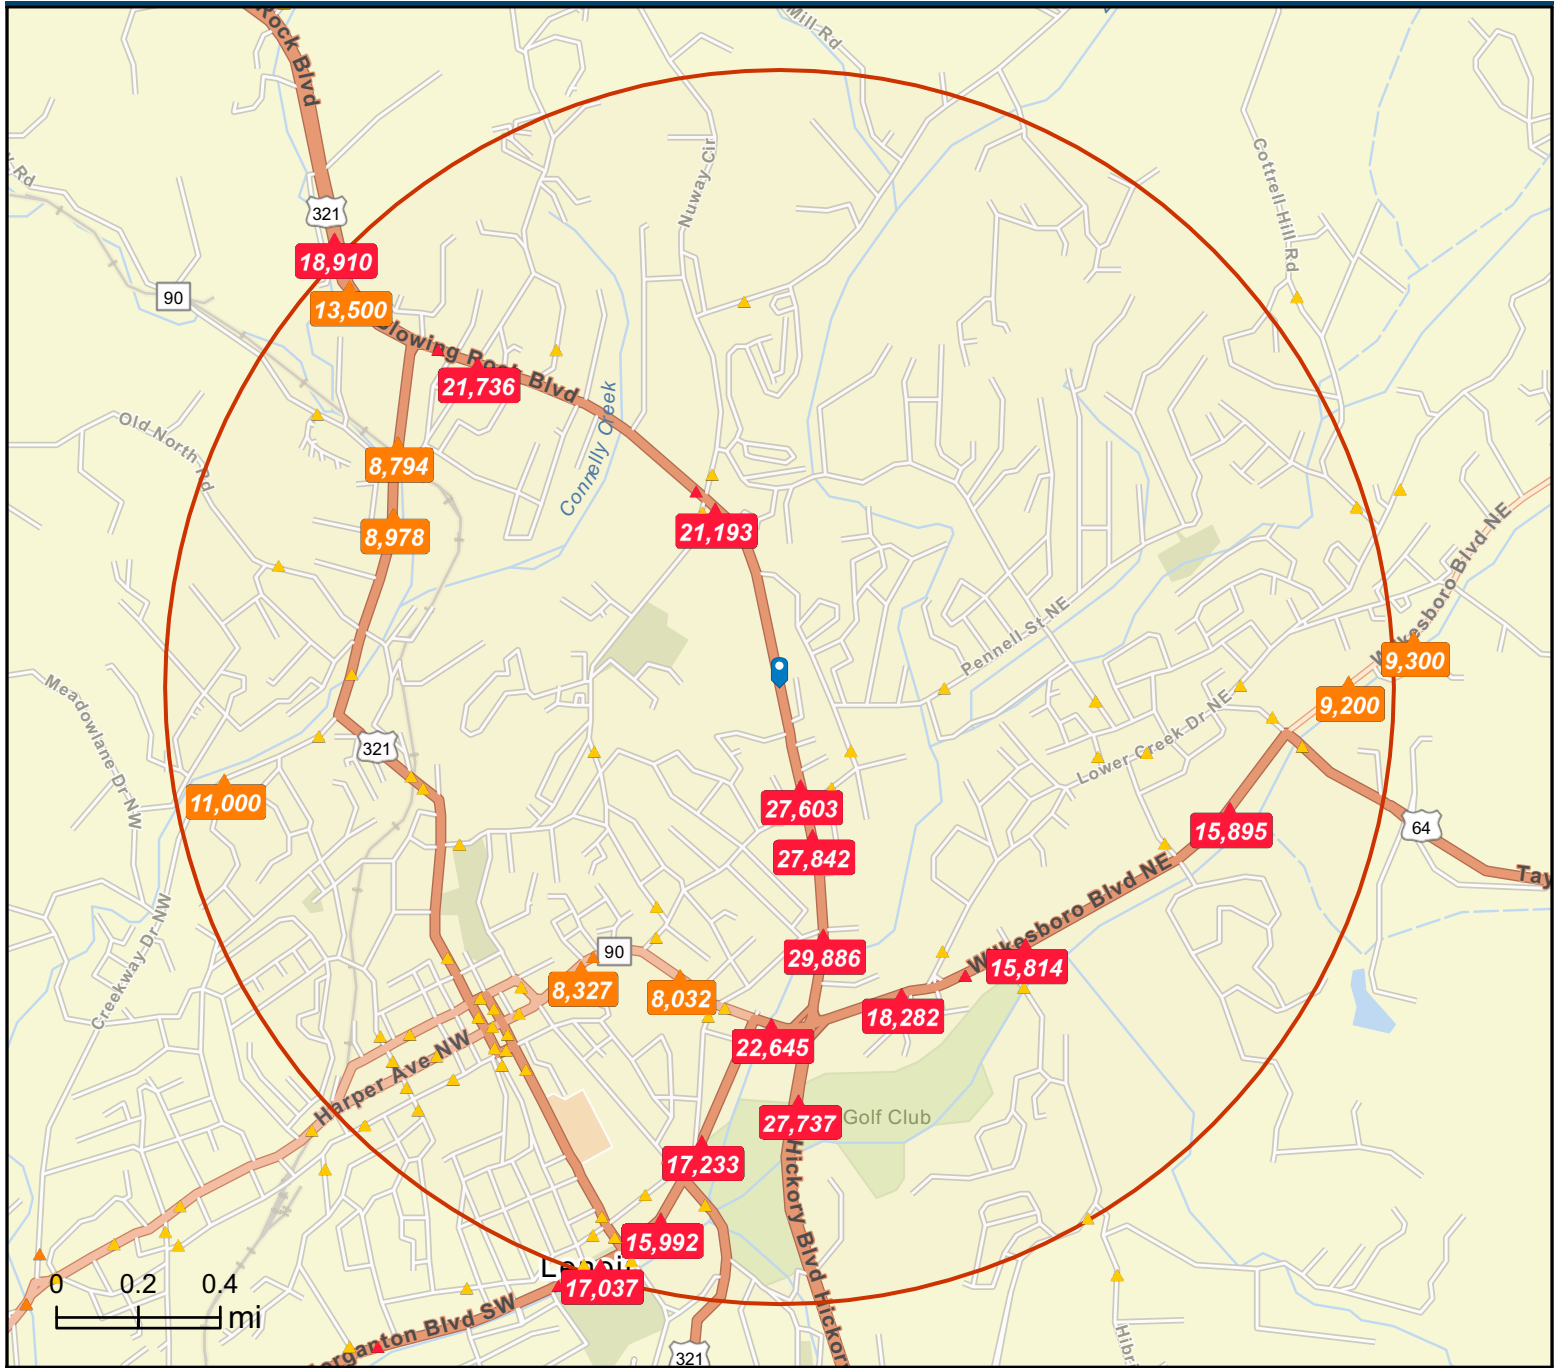 Rock Blvd
Mill Rd
Rd
Nuway Cir
Cottrell Hill Rd
321
18,910
90
13,500
Blowing Rock Blvd
21,736
Connelly Creek
Old North Rd
8,794
8,978
21,193
Wilkesboro Blvd NE
Pennell St NE
9,300
9,200
Meadowlane Dr NW
321
Lower Creek Dr NE
11,000
27,603
27,842
15,895
64
Tay
Wilkesboro Blvd NE
Creekway Dr NW
90
29,886
15,814
8,327
8,032
18,282
22,645
Harper Ave NW
27,737
Golf Club
17,233
Hickory Blvd
Hickory
15,992
Lenoir
17,037
0 0.2 0.4
mi
Morganton Blvd SW
321
Hibri